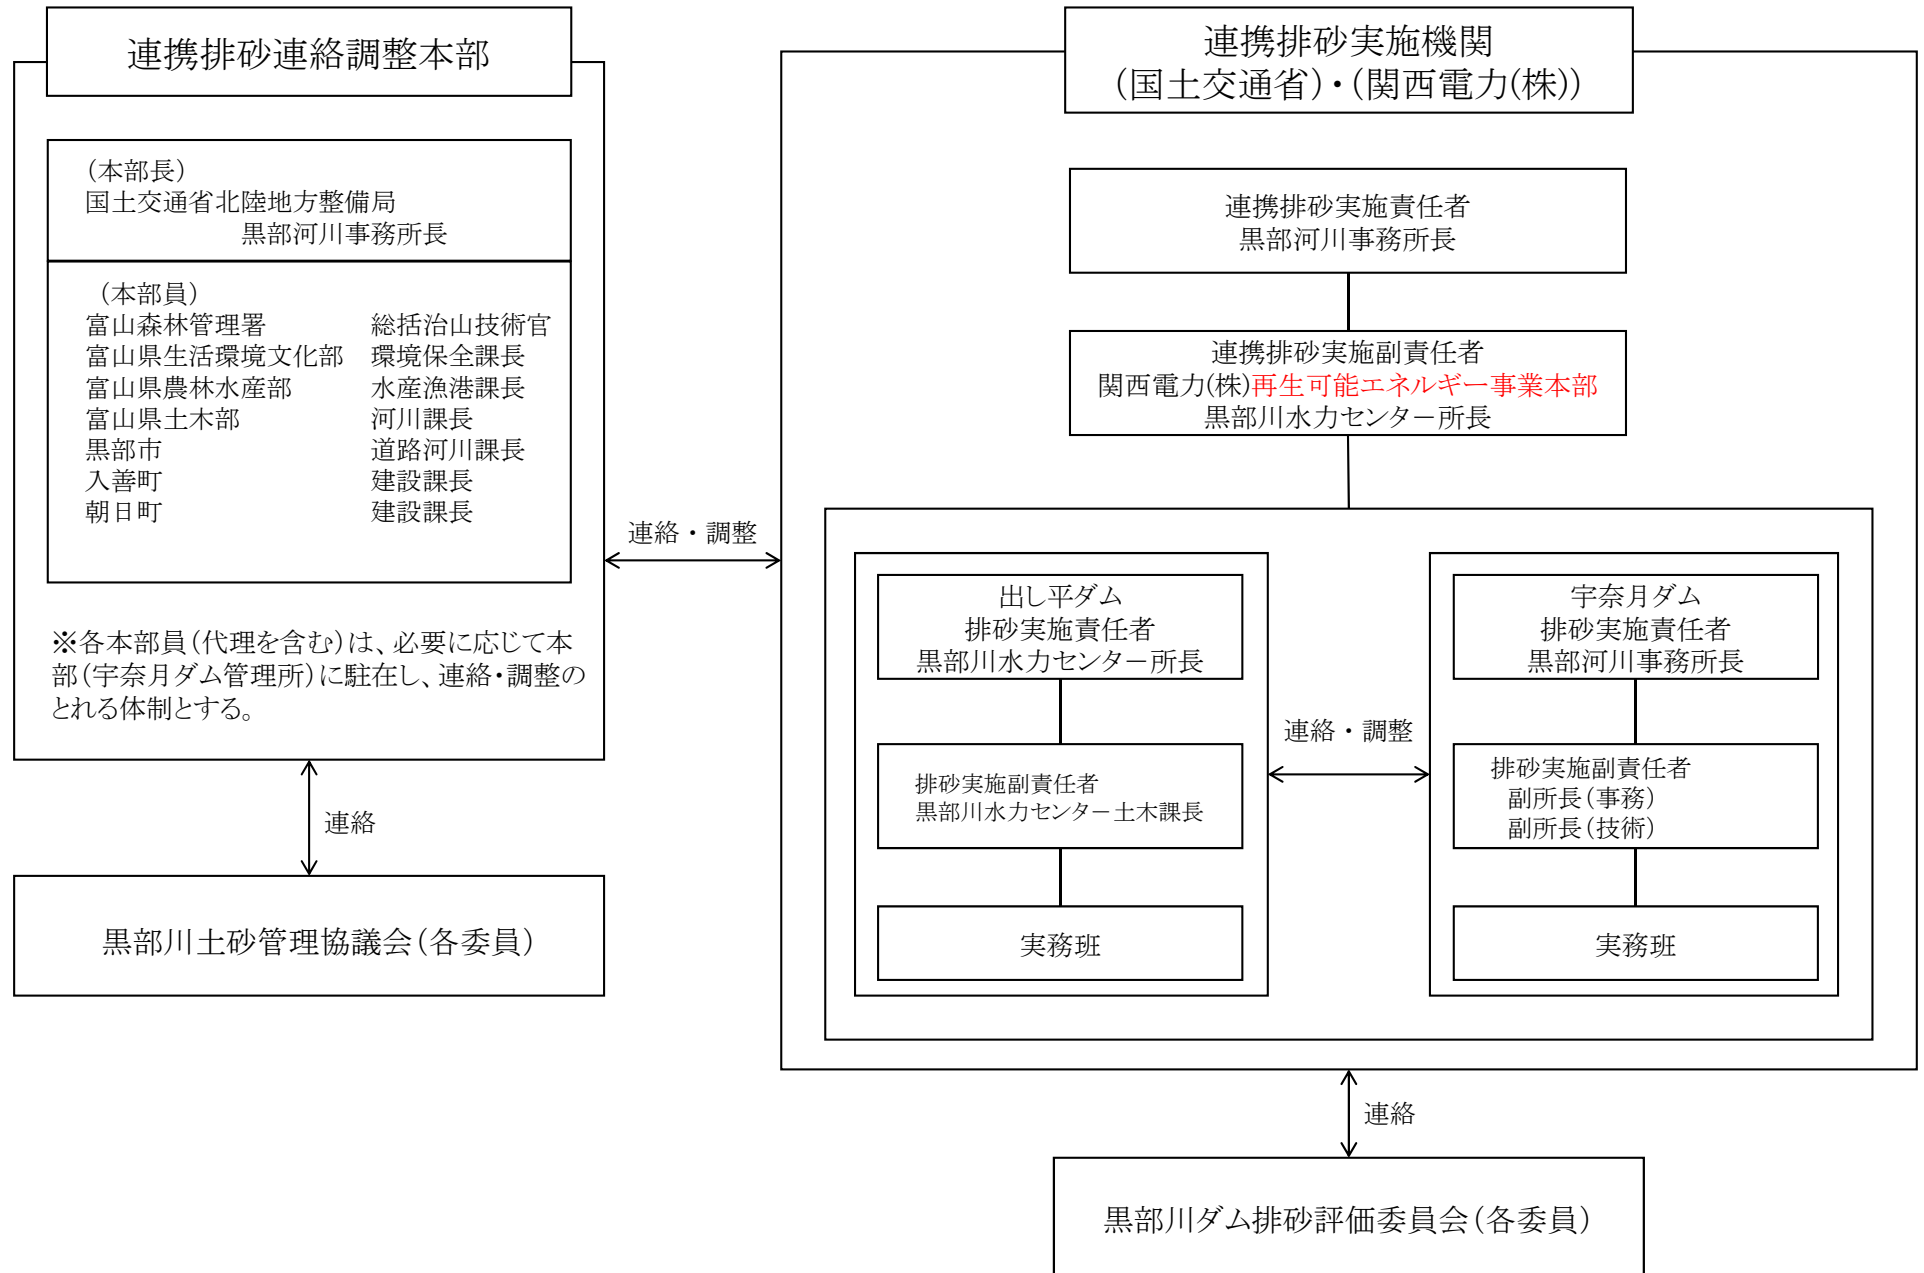 連携排砂連絡調整本部
(本部長)
国土交通省北陸地方整備局
黒部河川事務所長
(本部員)
富山森林管理署 総括治山技術官
富山県生活環境文化部 環境保全課長
富山県農林水産部 水産漁港課長
富山県土木部 河川課長
黒部市 道路河川課長
入善町 建設課長
朝日町 建設課長
※各本部員(代理を含む)は、必要に応じて本
部(宇奈月ダム管理所)に駐在し、連絡・調整の
とれる体制とする。
連絡
黒部川土砂管理協議会(各委員)
連絡・調整
連携排砂実施機関
(国土交通省)・(関西電力(株))
連携排砂実施責任者
黒部河川事務所長
連携排砂実施副責任者
関西電力(株)再生可能エネルギー事業本部
黒部川水力センター所長
出し平ダム
排砂実施責任者
黒部川水力センター所長
排砂実施副責任者
黒部川水力センター土木課長
実務班
連絡・調整
宇奈月ダム
排砂実施責任者
黒部河川事務所長
排砂実施副責任者
副所長(事務)
副所長(技術)
実務班
連絡
黒部川ダム排砂評価委員会(各委員)